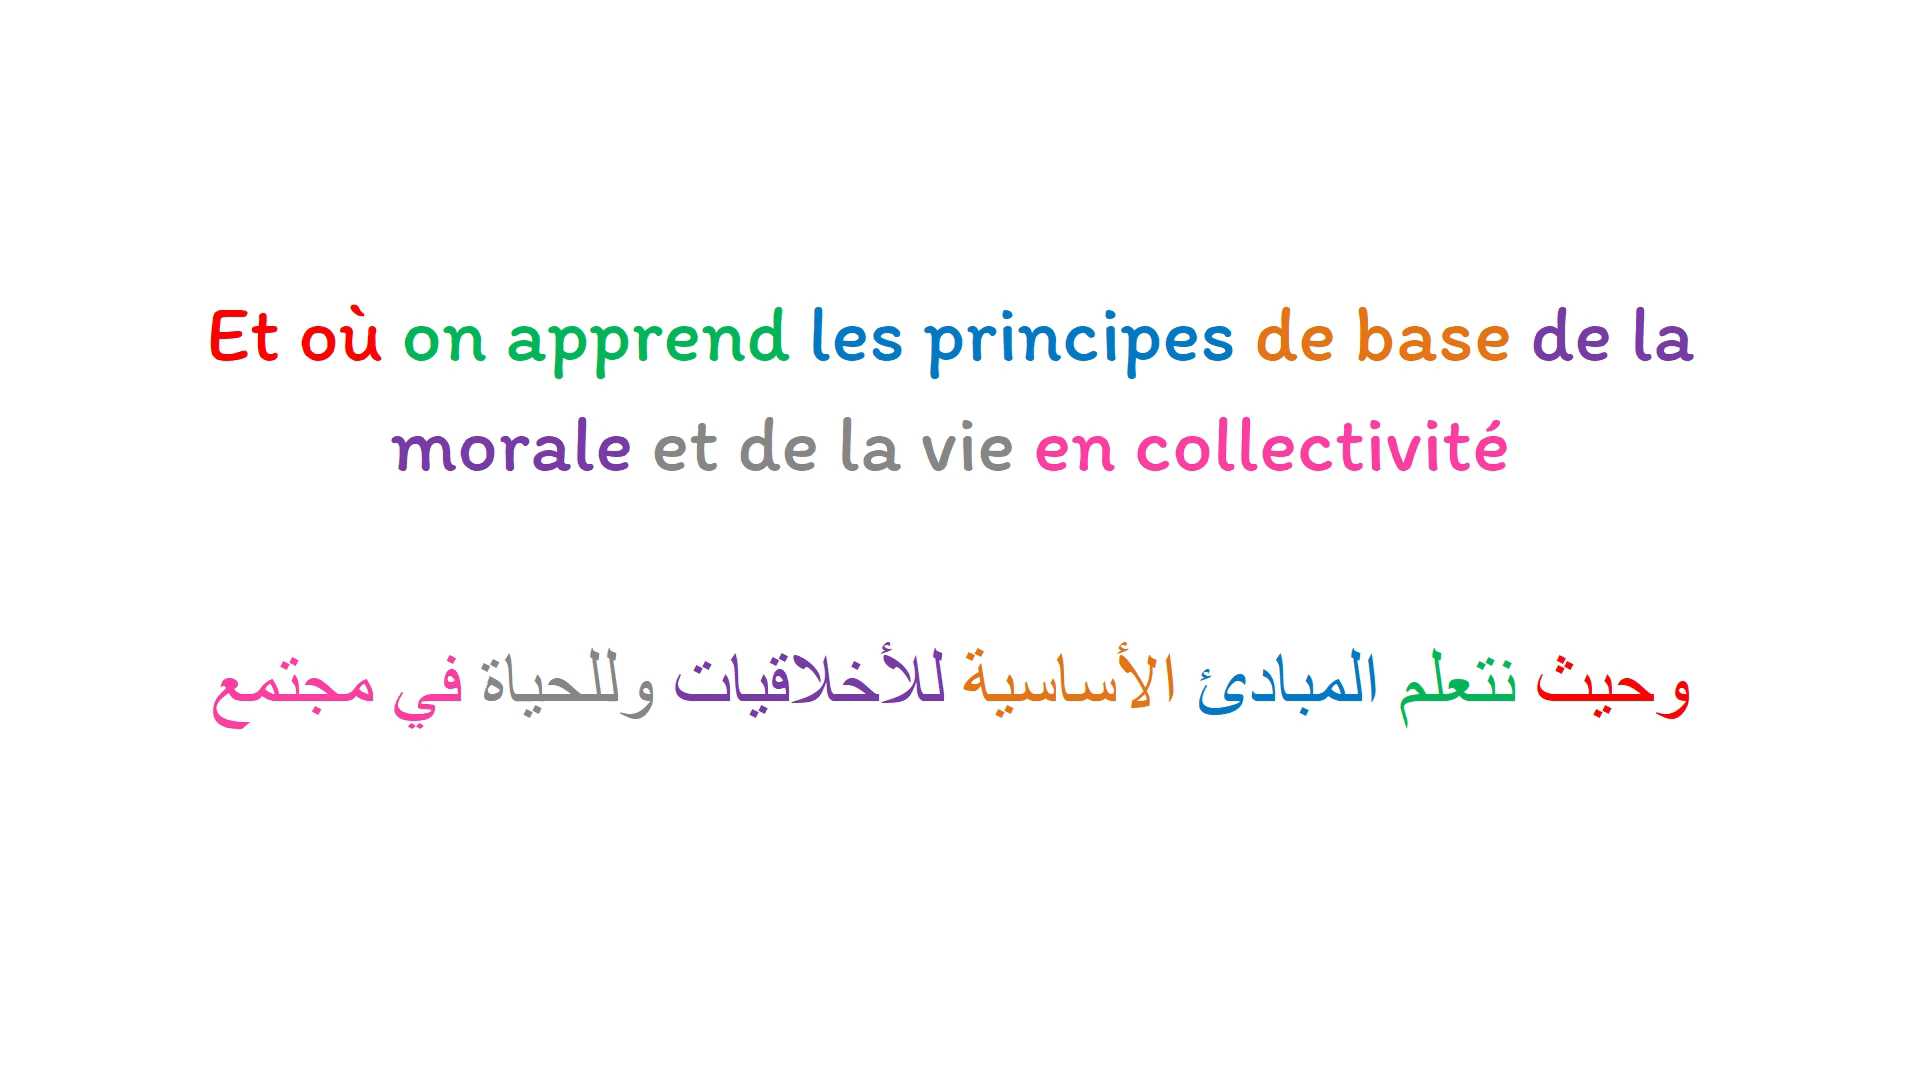 Et où on apprend les principes de base de la
morale et de la vie en collectivité
وحيث نتعلم المبادئ الأساسية للأخلاقيات وللحياة في مجتمع